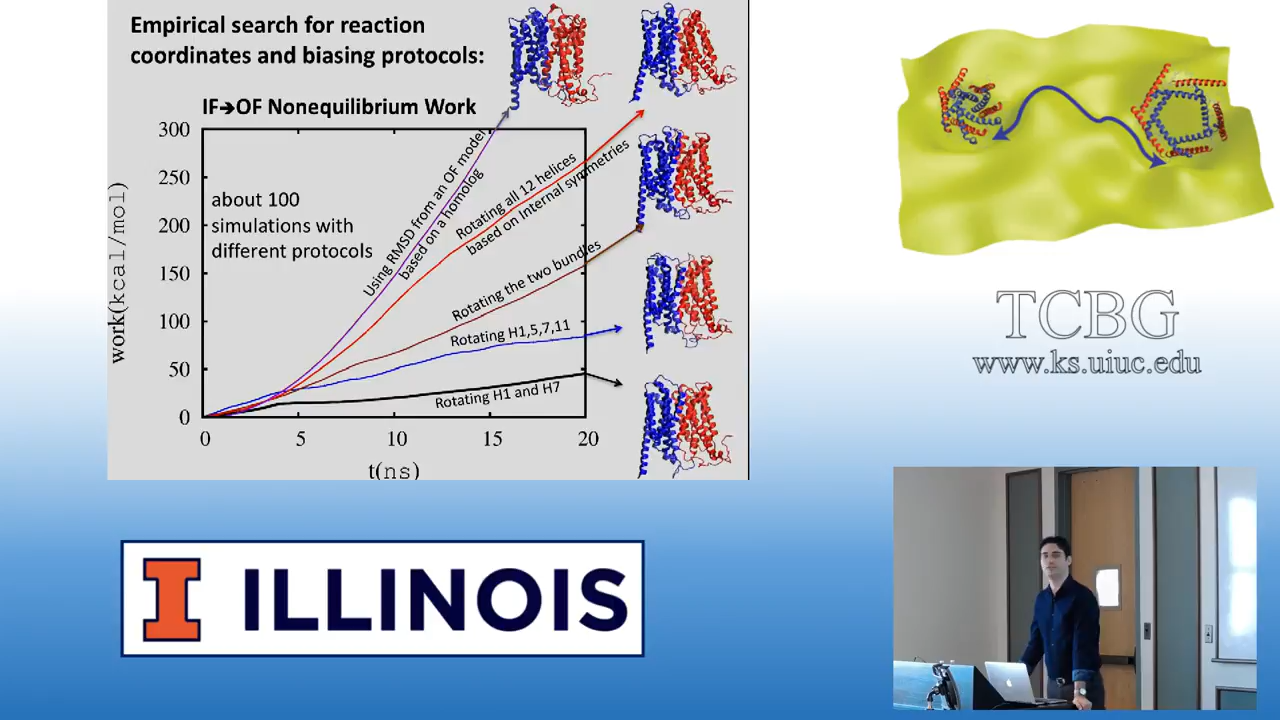 Empirical search for reaction
coordinates and biasing protocols:
IF➔OF Nonequilibrium Work
300
250
200
150
100
50
0
work(kcal/mol)
about 100
simulations with
different protocols
Using RMSD from an OF model
based on a homolog
Rotating all 12 helices
based on Internal symmetries
Rotating the two bundles
Rotating H1,5,7,11
Rotating H1 and H7
0
5
10
15
20
t(ns)
TCBG
www.ks.uiuc.edu
I ILLINOIS